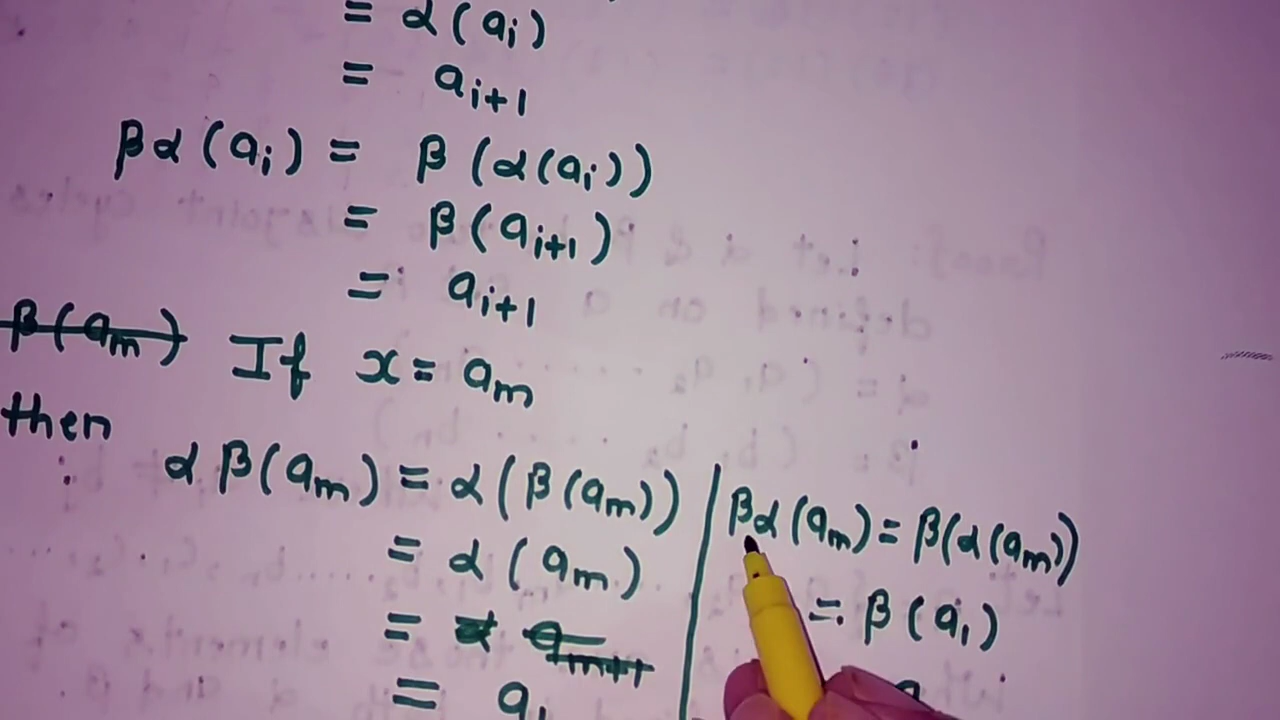 = α(aᵢ)
= aᵢ₊₁
βα(aᵢ) = β(α(aᵢ))
= β(aᵢ₊₁)
= aᵢ₊₁
β(aₘ) If x = aₘ
then
αβ(aₘ) = α(β(aₘ))
= α(aₘ)
= α aₘ₊₁
= a₁
βα(aₘ) = β(α(aₘ))
= β(a₁)